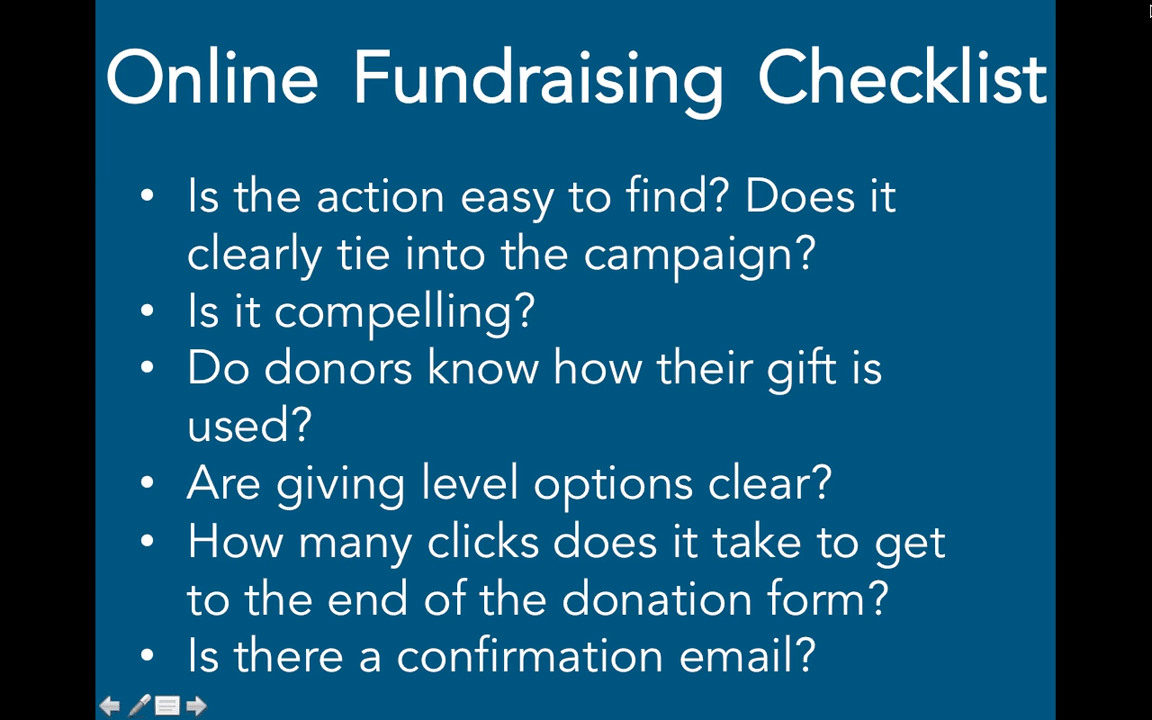 Online Fundraising Checklist
• Is the action easy to find? Does it
clearly tie into the campaign?
• Is it compelling?
• Do donors know how their gift is
used?
• Are giving level options clear?
• How many clicks does it take to get
to the end of the donation form?
• Is there a confirmation email?